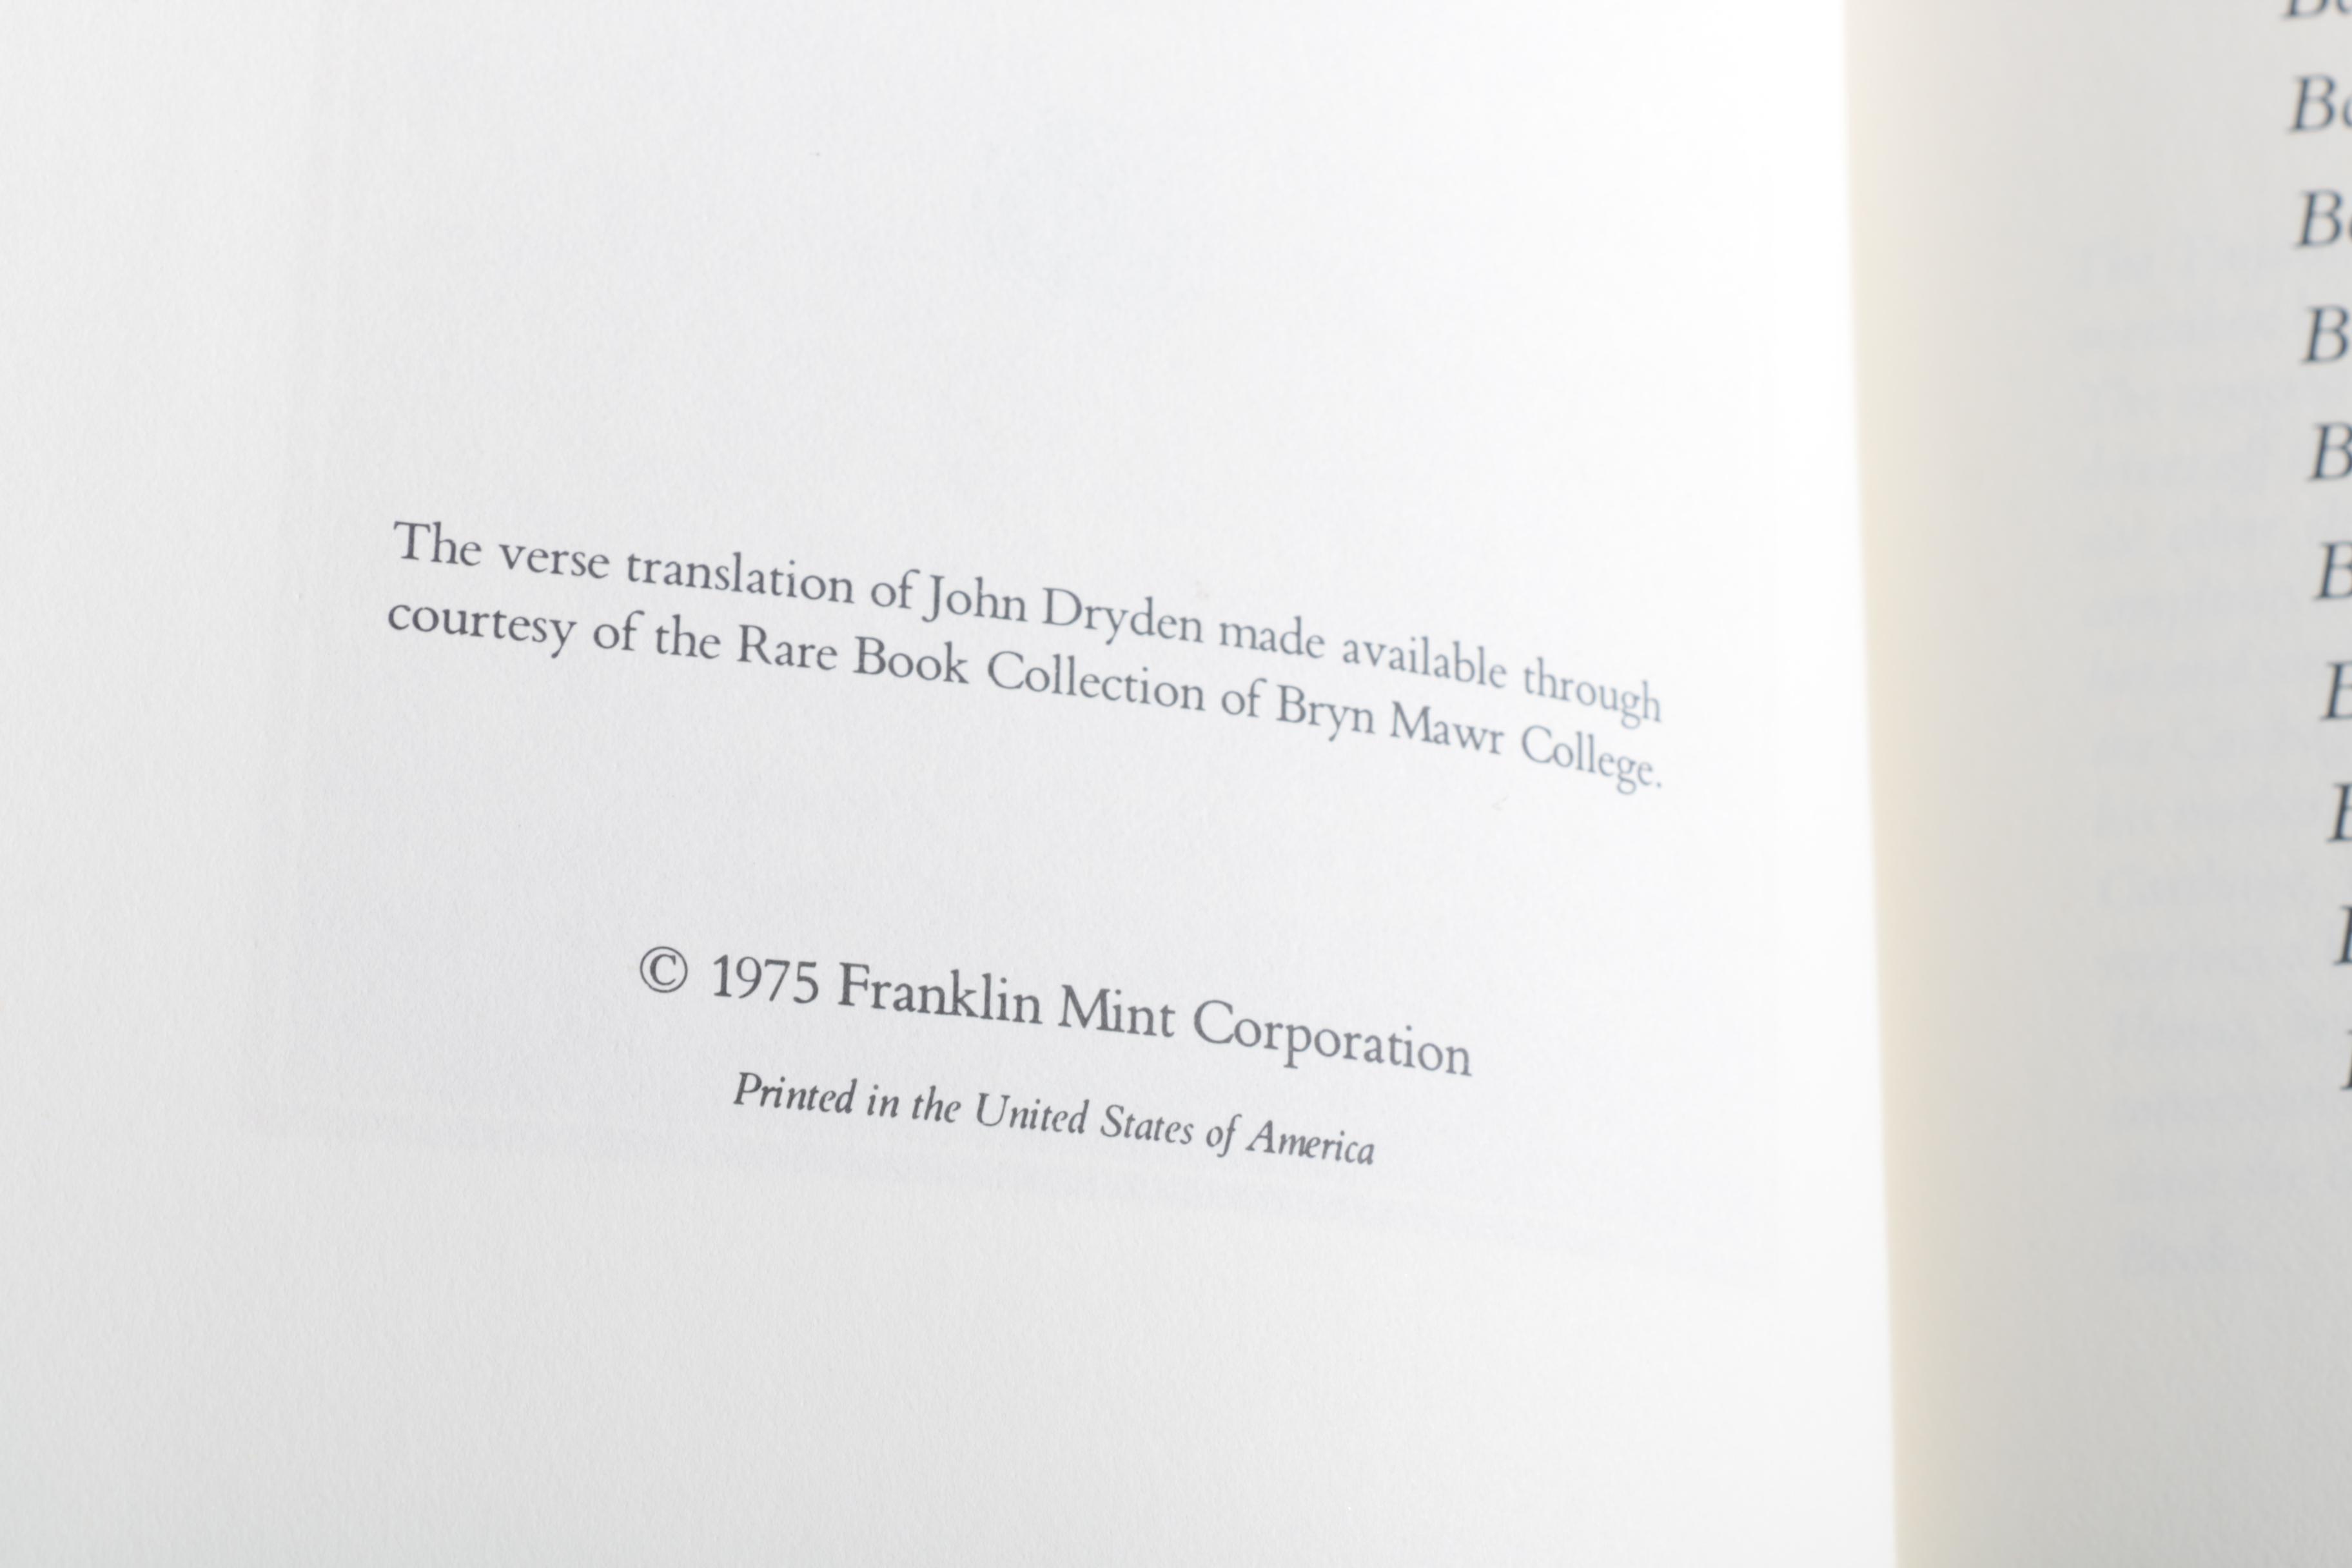 The verse translation of John Dryden made available through
courtesy of the Rare Book Collection of Bryn Mawr College.
© 1975 Franklin Mint Corporation
Printed in the United States of America